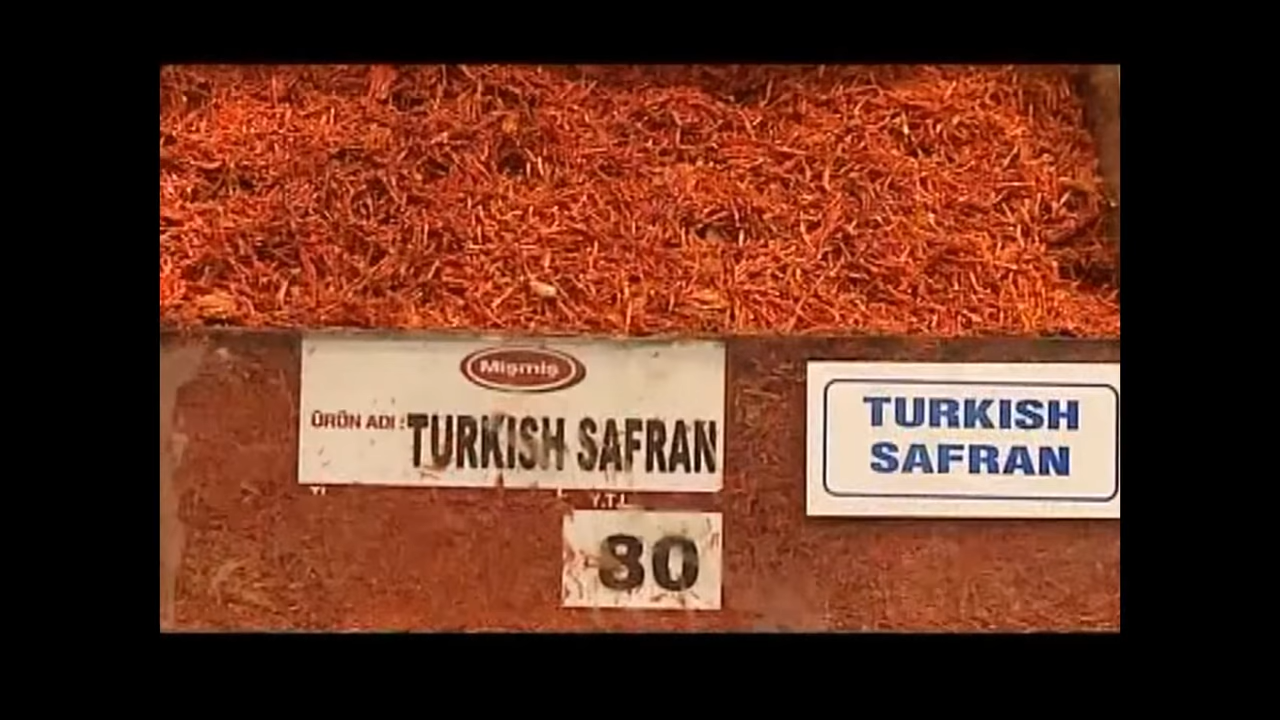 Mişmiş
ÜRÜN ADI : TURKISH SAFRAN
Y.T.L
80
TURKISH
SAFRAN